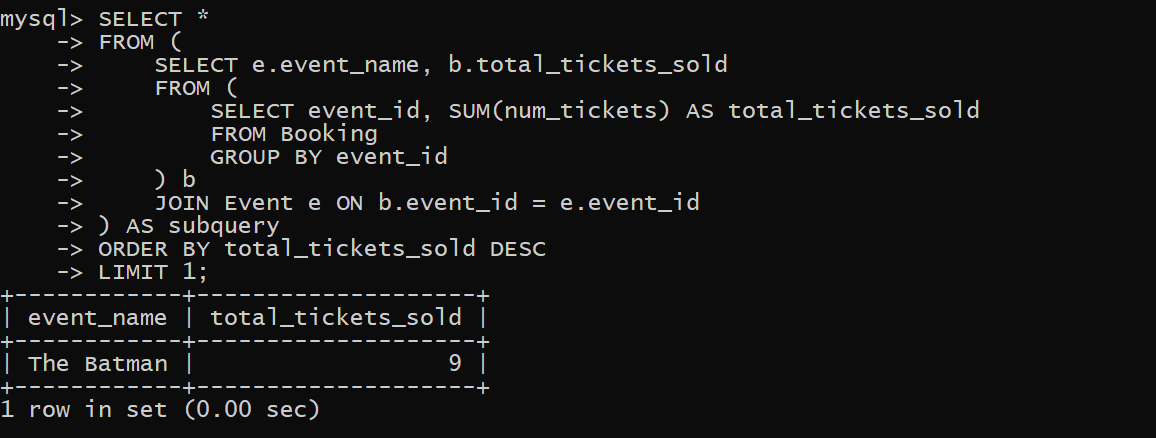 mysql> SELECT *
    -> FROM (
    ->     SELECT e.event_name, b.total_tickets_sold
    ->     FROM (
    ->         SELECT event_id, SUM(num_tickets) AS total_tickets_sold
    ->         FROM Booking
    ->         GROUP BY event_id
    ->     ) b
    ->     JOIN Event e ON b.event_id = e.event_id
    -> ) AS subquery
    -> ORDER BY total_tickets_sold DESC
    -> LIMIT 1;
+------------+--------------------+
| event_name | total_tickets_sold |
+------------+--------------------+
| The Batman |                  9 |
+------------+--------------------+
1 row in set (0.00 sec)